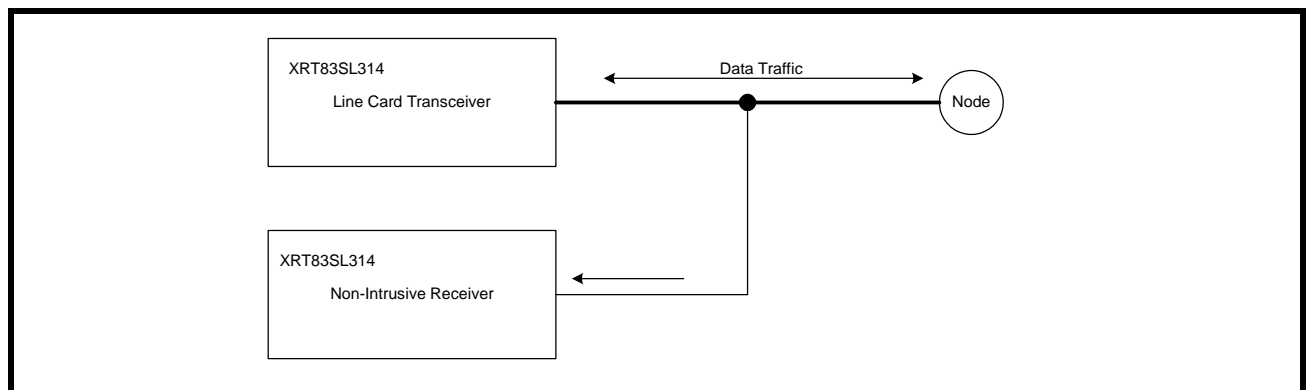 XRT83SL314
Line Card Transceiver
Data Traffic
Node
XRT83SL314
Non-Intrusive Receiver